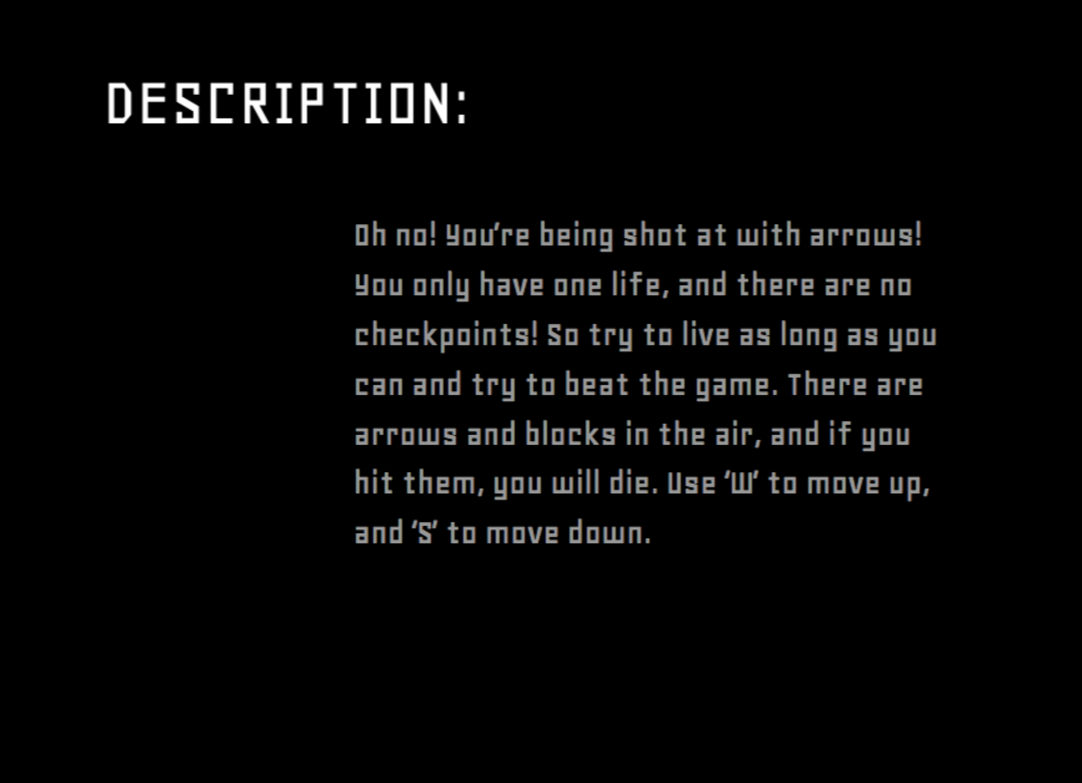 DESCRIPTION:
Oh no! You're being shot at with arrows!
You only have one life, and there are no
checkpoints! So try to live as long as you
can and try to beat the game. There are
arrows and blocks in the air, and if you
hit them, you will die. Use ‘W’ to move up,
and ‘S’ to move down.